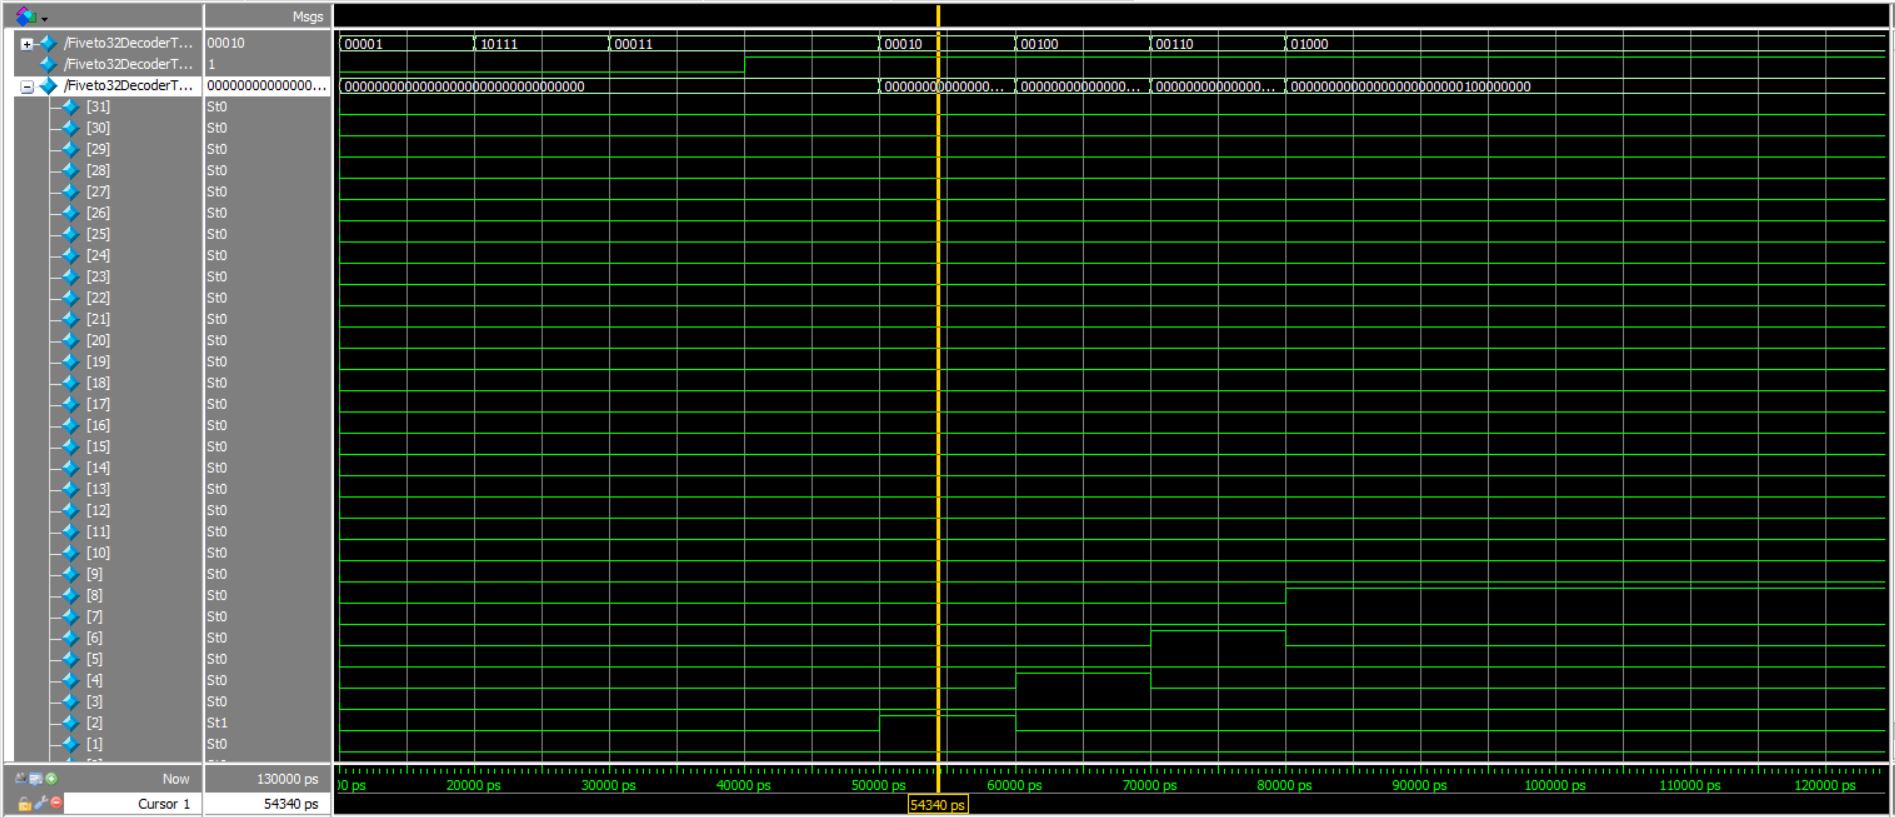 Msgs
/Fiveto32DecoderT... 00010 00001 10111 00011 00010 00100 00110 01000
/Fiveto32DecoderT... 1
/Fiveto32DecoderT... 00000000000000... 00000000000000000000000000000000 00000000000000... 00000000000000... 00000000000000... 00000000000000000000000100000000
[31] St0
[30] St0
[29] St0
[28] St0
[27] St0
[26] St0
[25] St0
[24] St0
[23] St0
[22] St0
[21] St0
[20] St0
[19] St0
[18] St0
[17] St0
[16] St0
[15] St0
[14] St0
[13] St0
[12] St0
[11] St0
[10] St0
[9] St0
[8] St0
[7] St0
[6] St0
[5] St0
[4] St0
[3] St0
[2] St1
[1] St0
Now 130000 ps 00 ps 20000 ps 30000 ps 40000 ps 50000 ps 60000 ps 70000 ps 80000 ps 90000 ps 100000 ps 110000 ps 120000 ps
Cursor 1 54340 ps 54340 ps